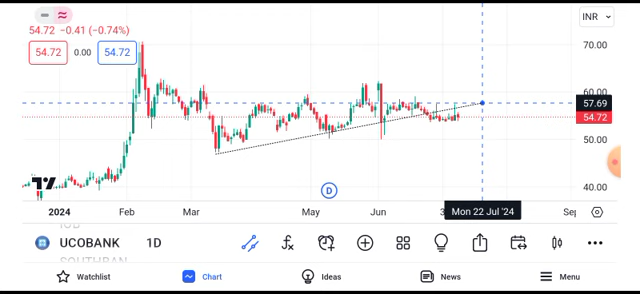 INR
54.72 −0.41 (−0.74%)
54.72 0.00 54.72
70.00
60.00
57.69
54.72
50.00
40.00
D
2024 Feb Mar May Jun Mon 22 Jul '24
UCOBANK 1D
Watchlist Chart Ideas News Menu